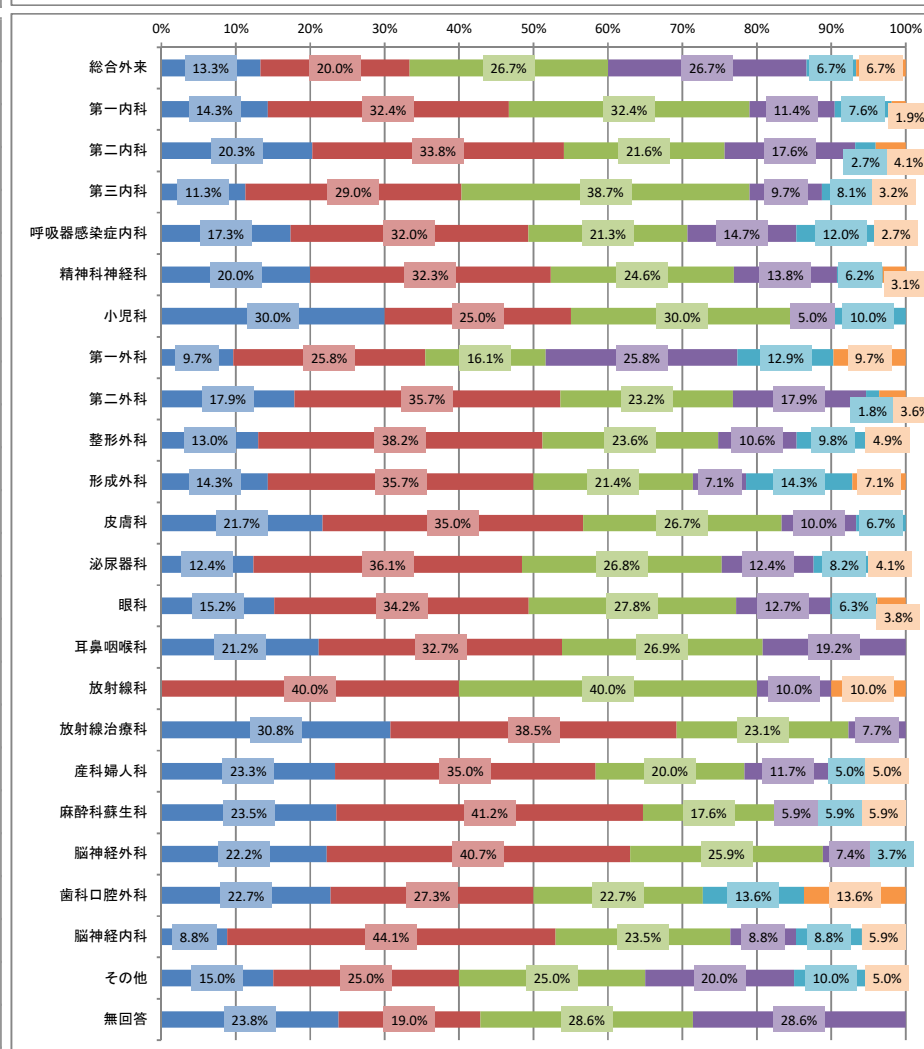 0% 10% 20% 30% 40% 50% 60% 70% 80% 90% 100%
総合外来 13.3% 20.0% 26.7% 26.7% 6.7% 6.7%
第一内科 14.3% 32.4% 32.4% 11.4% 7.6% 1.9%
第二内科 20.3% 33.8% 21.6% 17.6% 2.7% 4.1%
第三内科 11.3% 29.0% 38.7% 9.7% 8.1% 3.2%
呼吸器感染症内科 17.3% 32.0% 21.3% 14.7% 12.0% 2.7%
精神科神経科 20.0% 32.3% 24.6% 13.8% 6.2% 3.1%
小児科 30.0% 25.0% 30.0% 5.0% 10.0%
第一外科 9.7% 25.8% 16.1% 25.8% 12.9% 9.7%
第二外科 17.9% 35.7% 23.2% 17.9% 1.8% 3.6%
整形外科 13.0% 38.2% 23.6% 10.6% 9.8% 4.9%
形成外科 14.3% 35.7% 21.4% 7.1% 14.3% 7.1%
皮膚科 21.7% 35.0% 26.7% 10.0% 6.7%
泌尿器科 12.4% 36.1% 26.8% 12.4% 8.2% 4.1%
眼科 15.2% 34.2% 27.8% 12.7% 6.3% 3.8%
耳鼻咽喉科 21.2% 32.7% 26.9% 19.2%
放射線科 40.0% 40.0% 10.0% 10.0%
放射線治療科 30.8% 38.5% 23.1% 7.7%
産科婦人科 23.3% 35.0% 20.0% 11.7% 5.0% 5.0%
麻酔科蘇生科 23.5% 41.2% 17.6% 5.9% 5.9% 5.9%
脳神経外科 22.2% 40.7% 25.9% 7.4% 3.7%
歯科口腔外科 22.7% 27.3% 22.7% 13.6% 13.6%
脳神経内科 8.8% 44.1% 23.5% 8.8% 8.8% 5.9%
その他 15.0% 25.0% 25.0% 20.0% 10.0% 5.0%
無回答 23.8% 19.0% 28.6% 28.6%